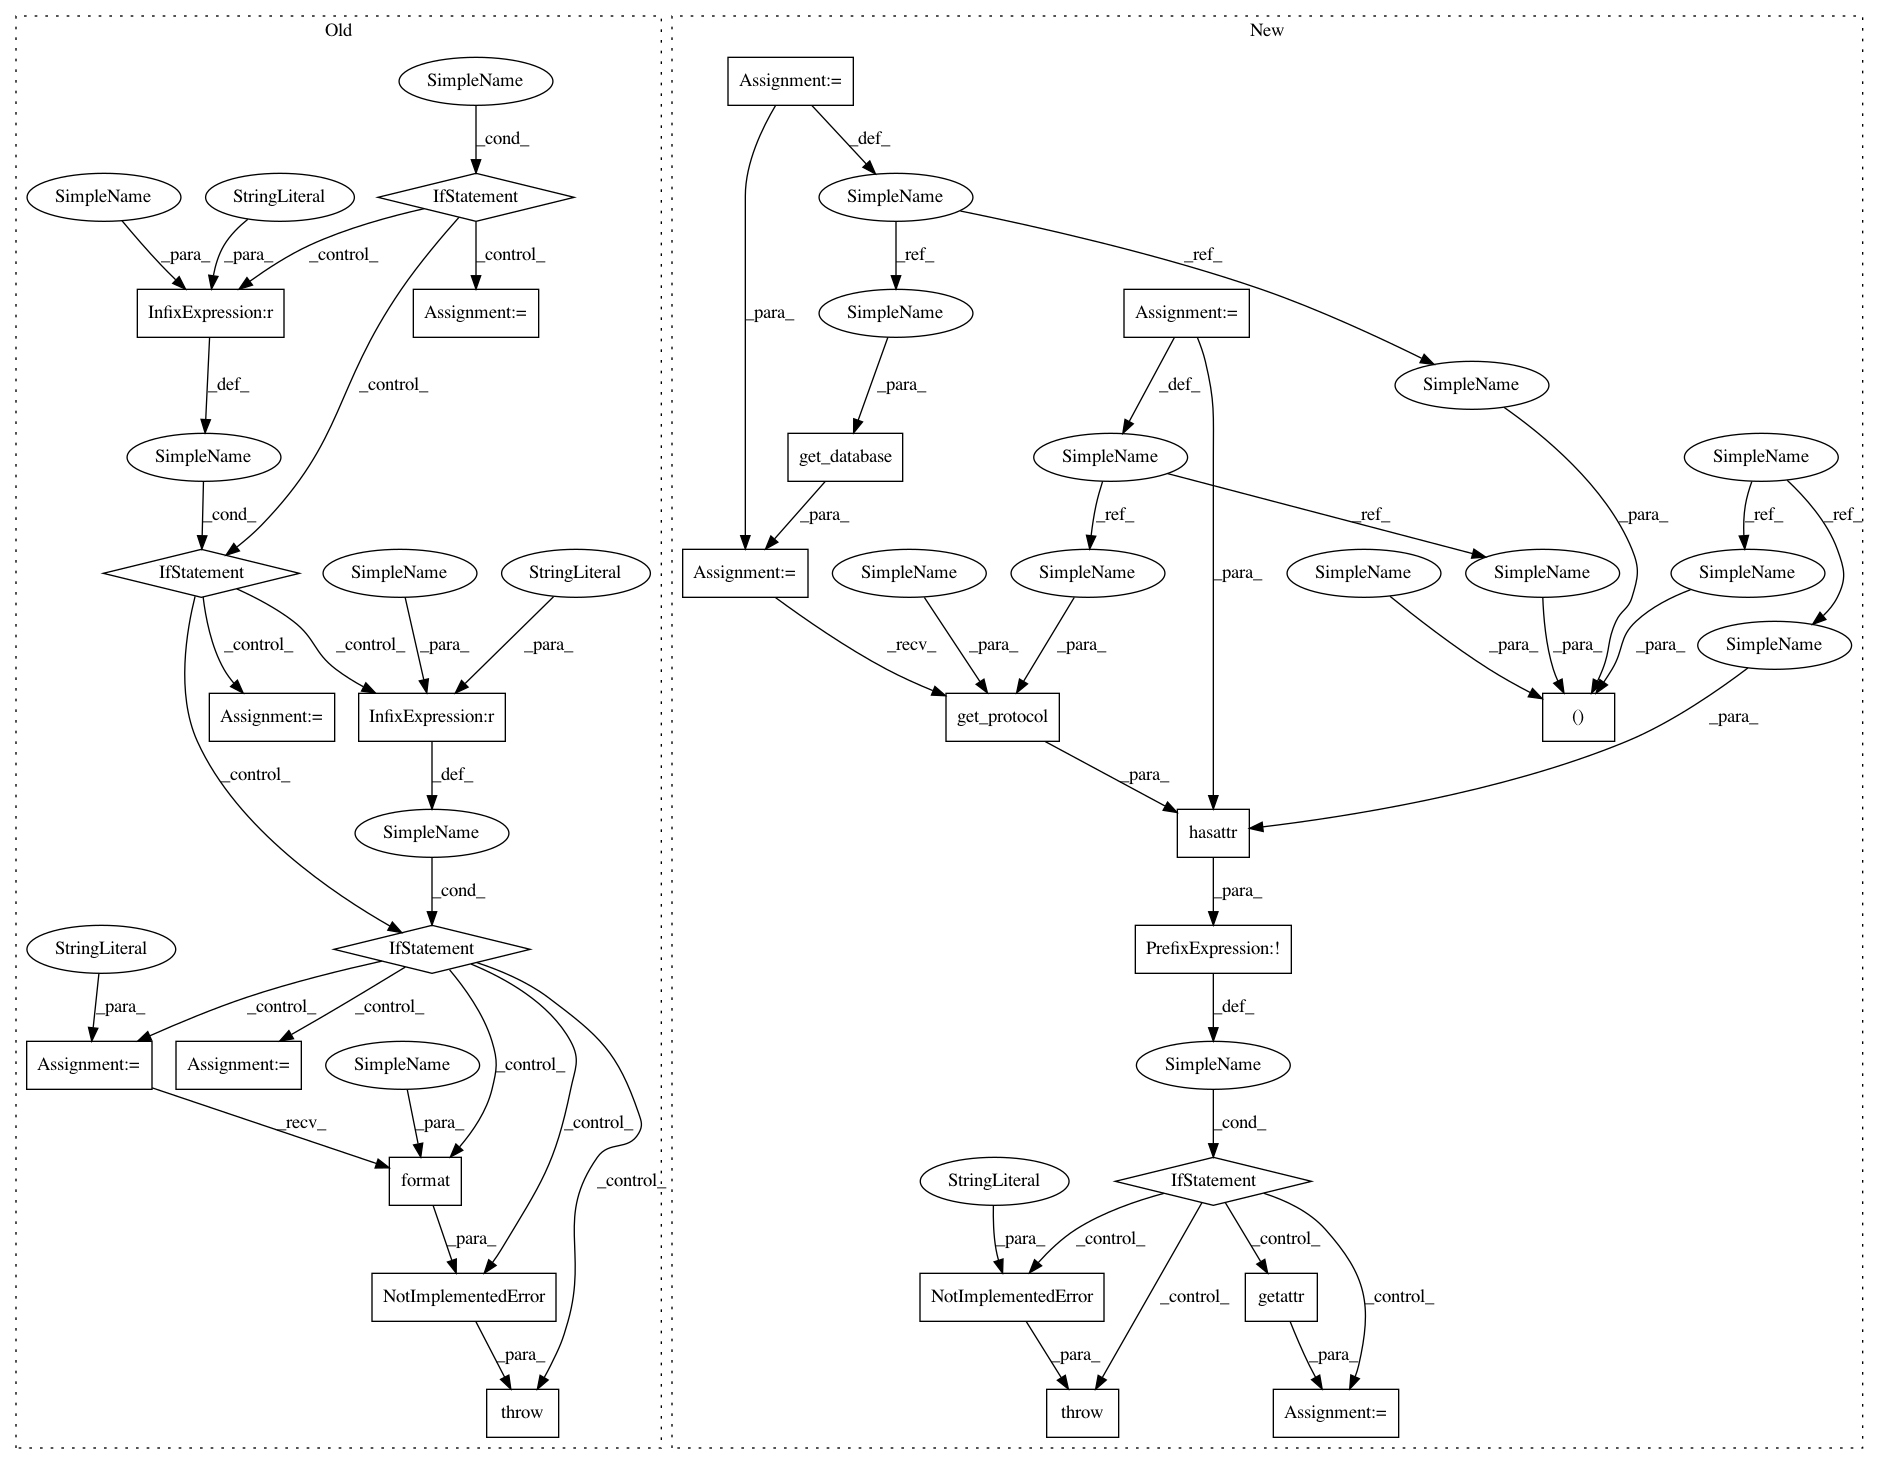 Old
New
SimpleName
Assignment:=
_cond_
_def_
SimpleName
StringLiteral
IfStatement
SimpleName
_para_
_para_
_control_
_control_
_ref_
_ref_
InfixExpression:r
Assignment:=
_para_
SimpleName
Assignment:=
_def_
_control_
_para_
_def_
SimpleName
SimpleName
get_database
SimpleName
SimpleName
_cond_
_para_
_ref_
_ref_
_para_
_ref_
_ref_
IfStatement
SimpleName
StringLiteral
Assignment:=
SimpleName
SimpleName
_para_
SimpleName
SimpleName
SimpleName
_control_
_control_
_para_
_para_
_recv_
_para_
_para_
_para_
_para_
_para_
SimpleName
Assignment:=
InfixExpression:r
get_protocol
()
_para_
_control_
_def_
_para_
SimpleName
hasattr
_cond_
_para_
StringLiteral
IfStatement
PrefixExpression:!
_para_
_control_
_control_
_def_
Assignment:=
Assignment:=
SimpleName
_control_
SimpleName
_recv_
_para_
_control_
_cond_
format
_control_
StringLiteral
IfStatement
_para_
_para_
_control_
_control_
NotImplementedError
NotImplementedError
getattr
_control_
_para_
_para_
_control_
_para_
throw
throw
Assignment:=